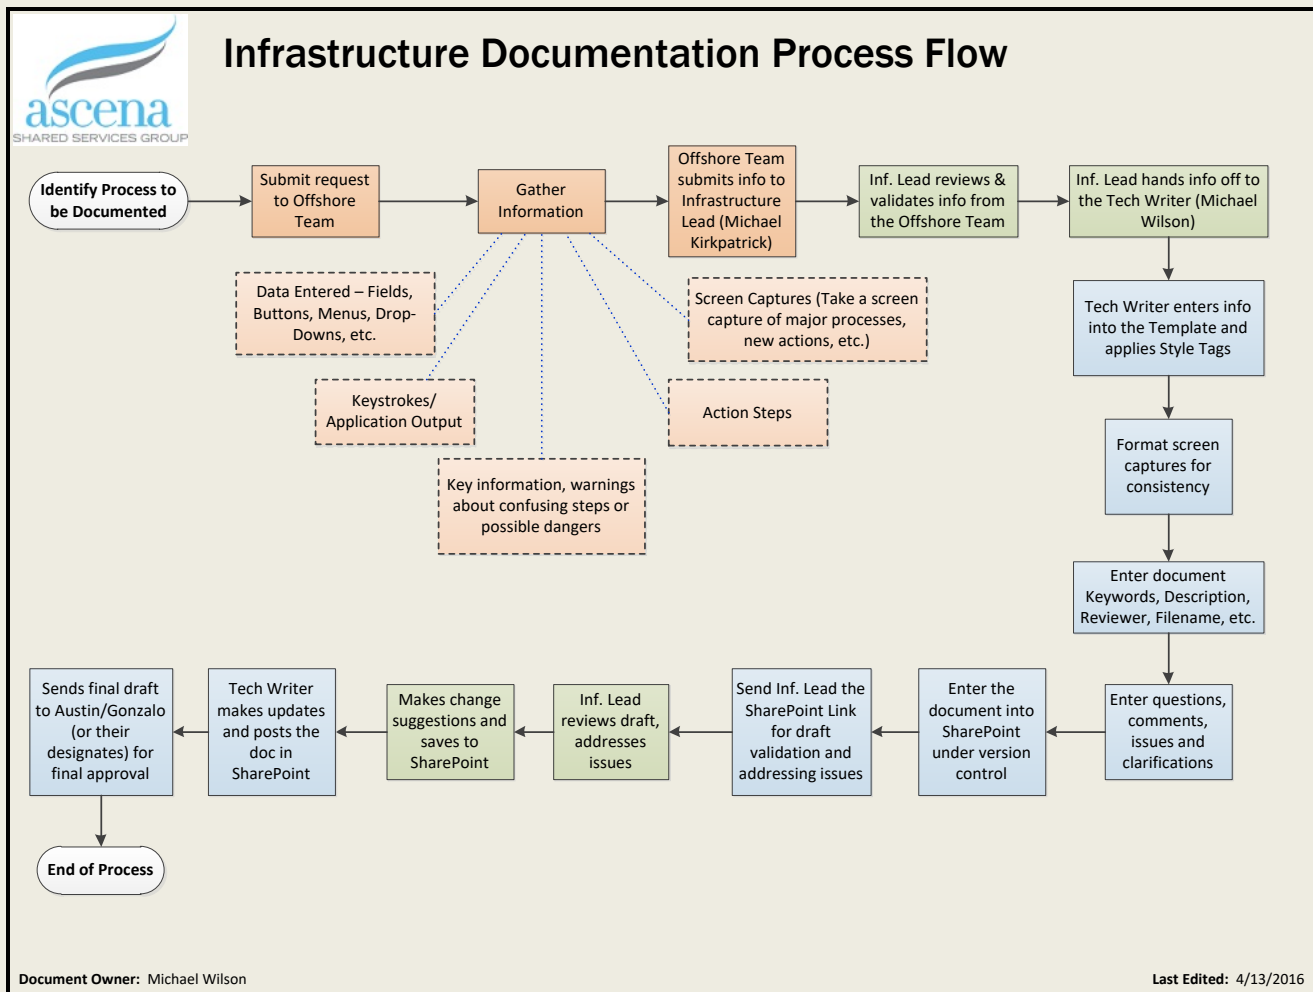 ascena
SHARED SERVICES GROUP
Infrastructure Documentation Process Flow
Identify Process to
be Documented
Submit request
to Offshore
Team
Gather
Information
Offshore Team
submits info to
Infrastructure
Lead (Michael
Kirkpatrick)
Inf. Lead reviews &
validates info from
the Offshore Team
Inf. Lead hands info off to
the Tech Writer (Michael
Wilson)
Data Entered – Fields,
Buttons, Menus, Drop-
Downs, etc.
Keystrokes/
Application Output
Key information, warnings
about confusing steps or
possible dangers
Action Steps
Screen Captures (Take a screen
capture of major processes,
new actions, etc.)
Tech Writer enters info
into the Template and
applies Style Tags
Format screen
captures for
consistency
Enter document
Keywords, Description,
Reviewer, Filename, etc.
Enter questions,
comments,
issues and
clarifications
Enter the
document into
SharePoint
under version
control
Send Inf. Lead the
SharePoint Link
for draft
validation and
addressing issues
Inf. Lead
reviews draft,
addresses
issues
Makes change
suggestions and
saves to
SharePoint
Tech Writer
makes updates
and posts the
doc in
SharePoint
Sends final draft
to Austin/Gonzalo
(or their
designates) for
final approval
End of Process
Document Owner: Michael Wilson
Last Edited: 4/13/2016